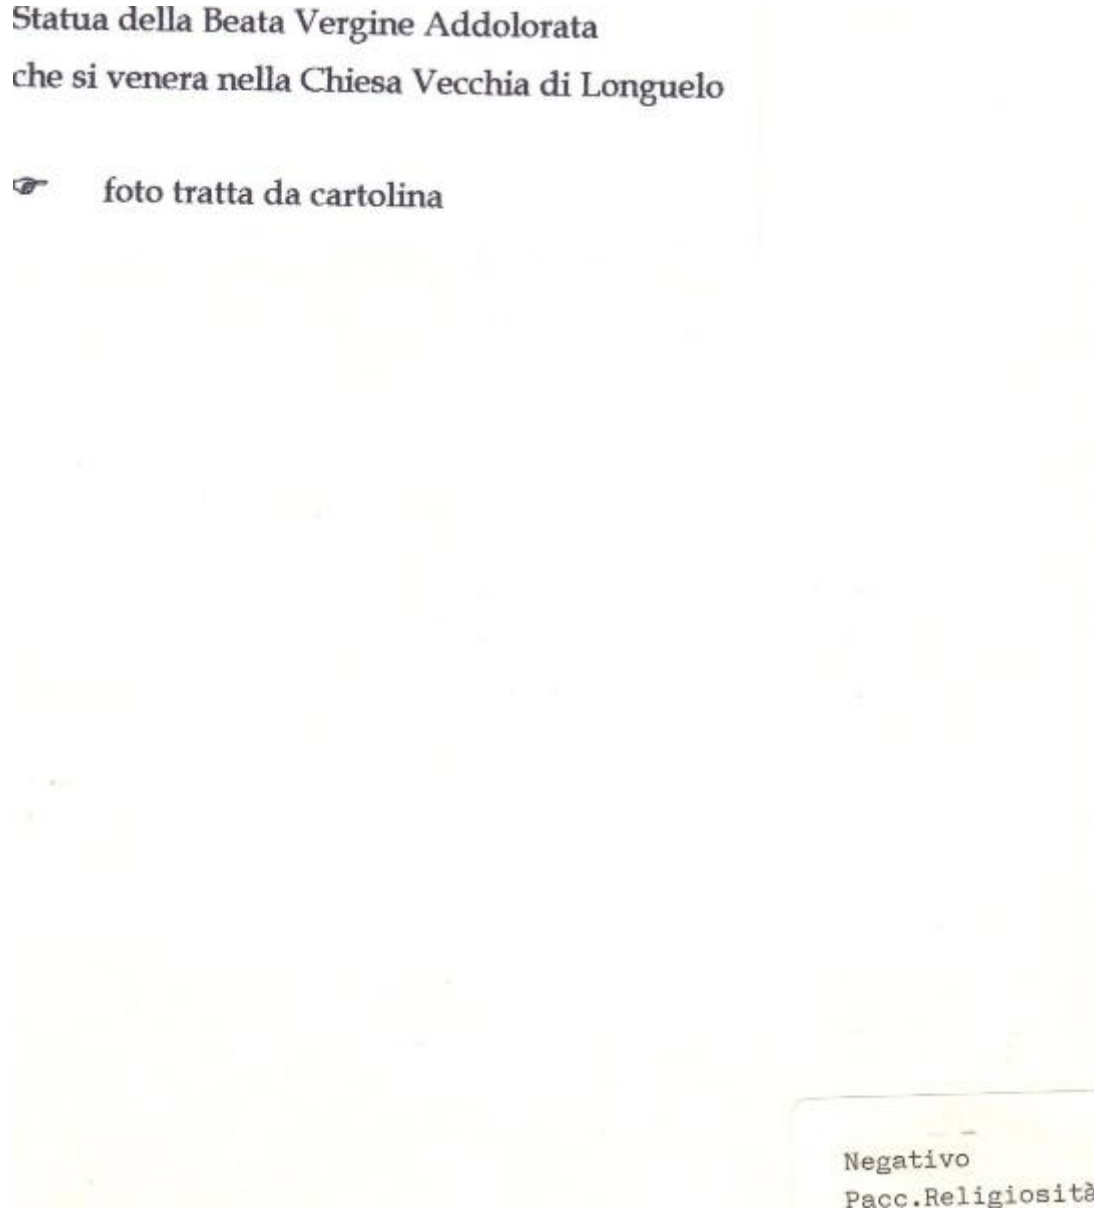 Statua della Beata Vergine Addolorata
che si venera nella Chiesa Vecchia di Longuelo
☞ foto tratta da cartolina
Negativo
Pacc.Religiosità